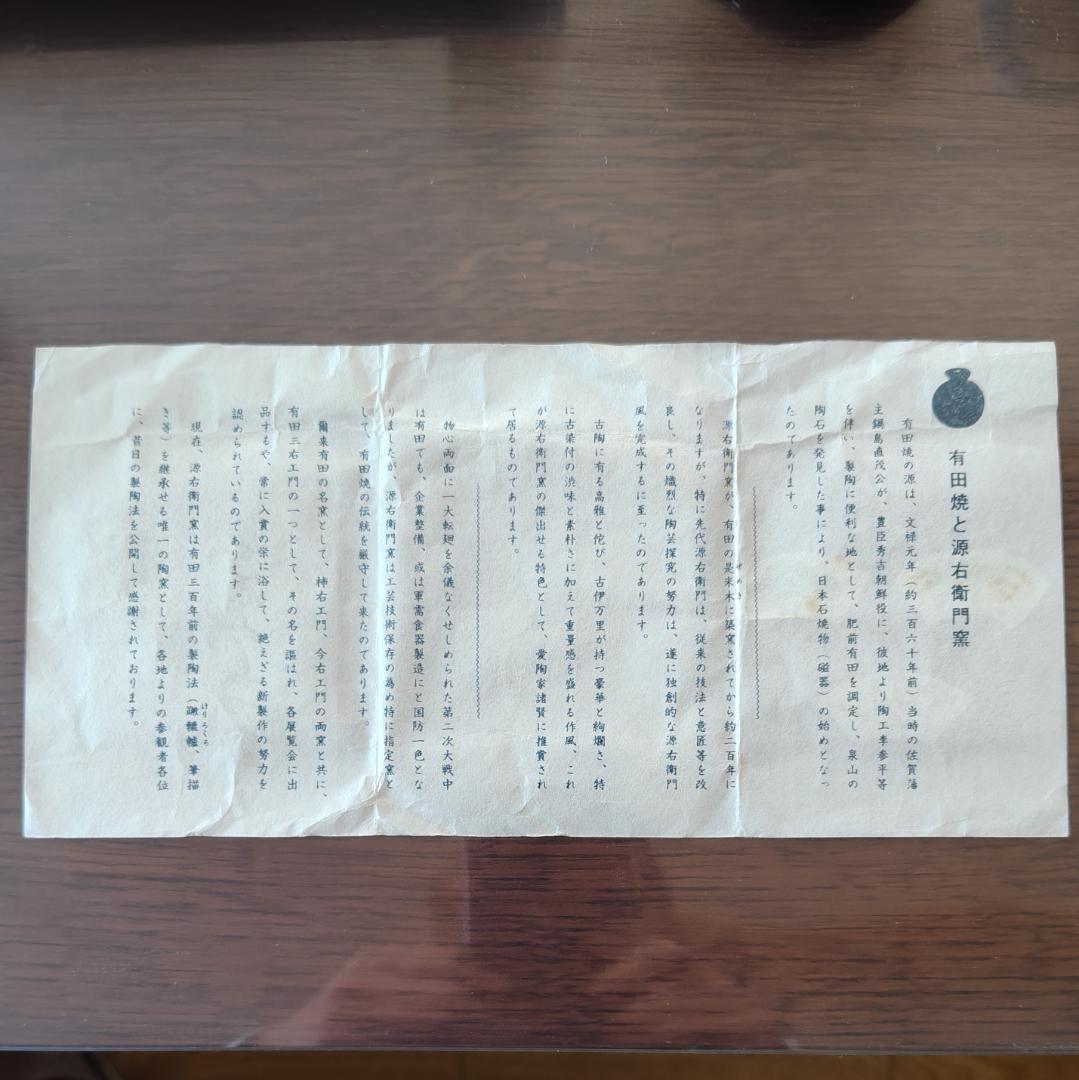 有田焼と源右衛門窯
有田焼の源は、文禄元年（約三百六十年前）当時の佐賀藩
主鍋島直茂公が、豊臣秀吉朝鮮役に、彼地より陶工李参平等
を伴い、製陶に便利な地として、肥前有田を調定し、泉山の
陶石を発見した事により、日本石焼物（磁器）の始めとなっ
たのであります。
源右衛門窯が、有田の是米木に築窯されてから約二百年に
なりますが、特に先代源右衛門は、従来の技法と意匠等を改
良し、その熾烈な陶芸探究の努力は、遂に独創的な源右衛門
風を完成するに至ったのであります。
古陶に有る高雅と侘び、古伊万里が持つ豪華と絢爛さ、特
に古染付の渋味と素朴さに加えて重量感を盛れる作風、これ
が源右衛門窯の傑出せる特色として、愛陶家諸賢に推賞され
て居るものであります。
物心両面に一大転廻を余儀なくせしめられた第二次大戦中
は有田でも、企業整備、或は軍需食器製造にと国防一色とな
りましたが、源右衛門窯は工芸技術保存の為め特に指定窯と
して、有田焼の伝統を厳守して来たのであります。
爾来有田の名窯として、柿右エ門、今右エ門の両窯と共に、
有田三右エ門の一つとして、その名を謳はれ、各展覧会に出
品するや、常に入賞の栄に浴して、絶えざる新製作の努力を
認められているのであります。
現在、源右衛門窯は有田三百年前の製陶法（蹴轆轤、筆描
き等）を継承せる唯一の陶窯として、各地よりの参観者各位
に、昔日の製陶法を公開して感謝されております。